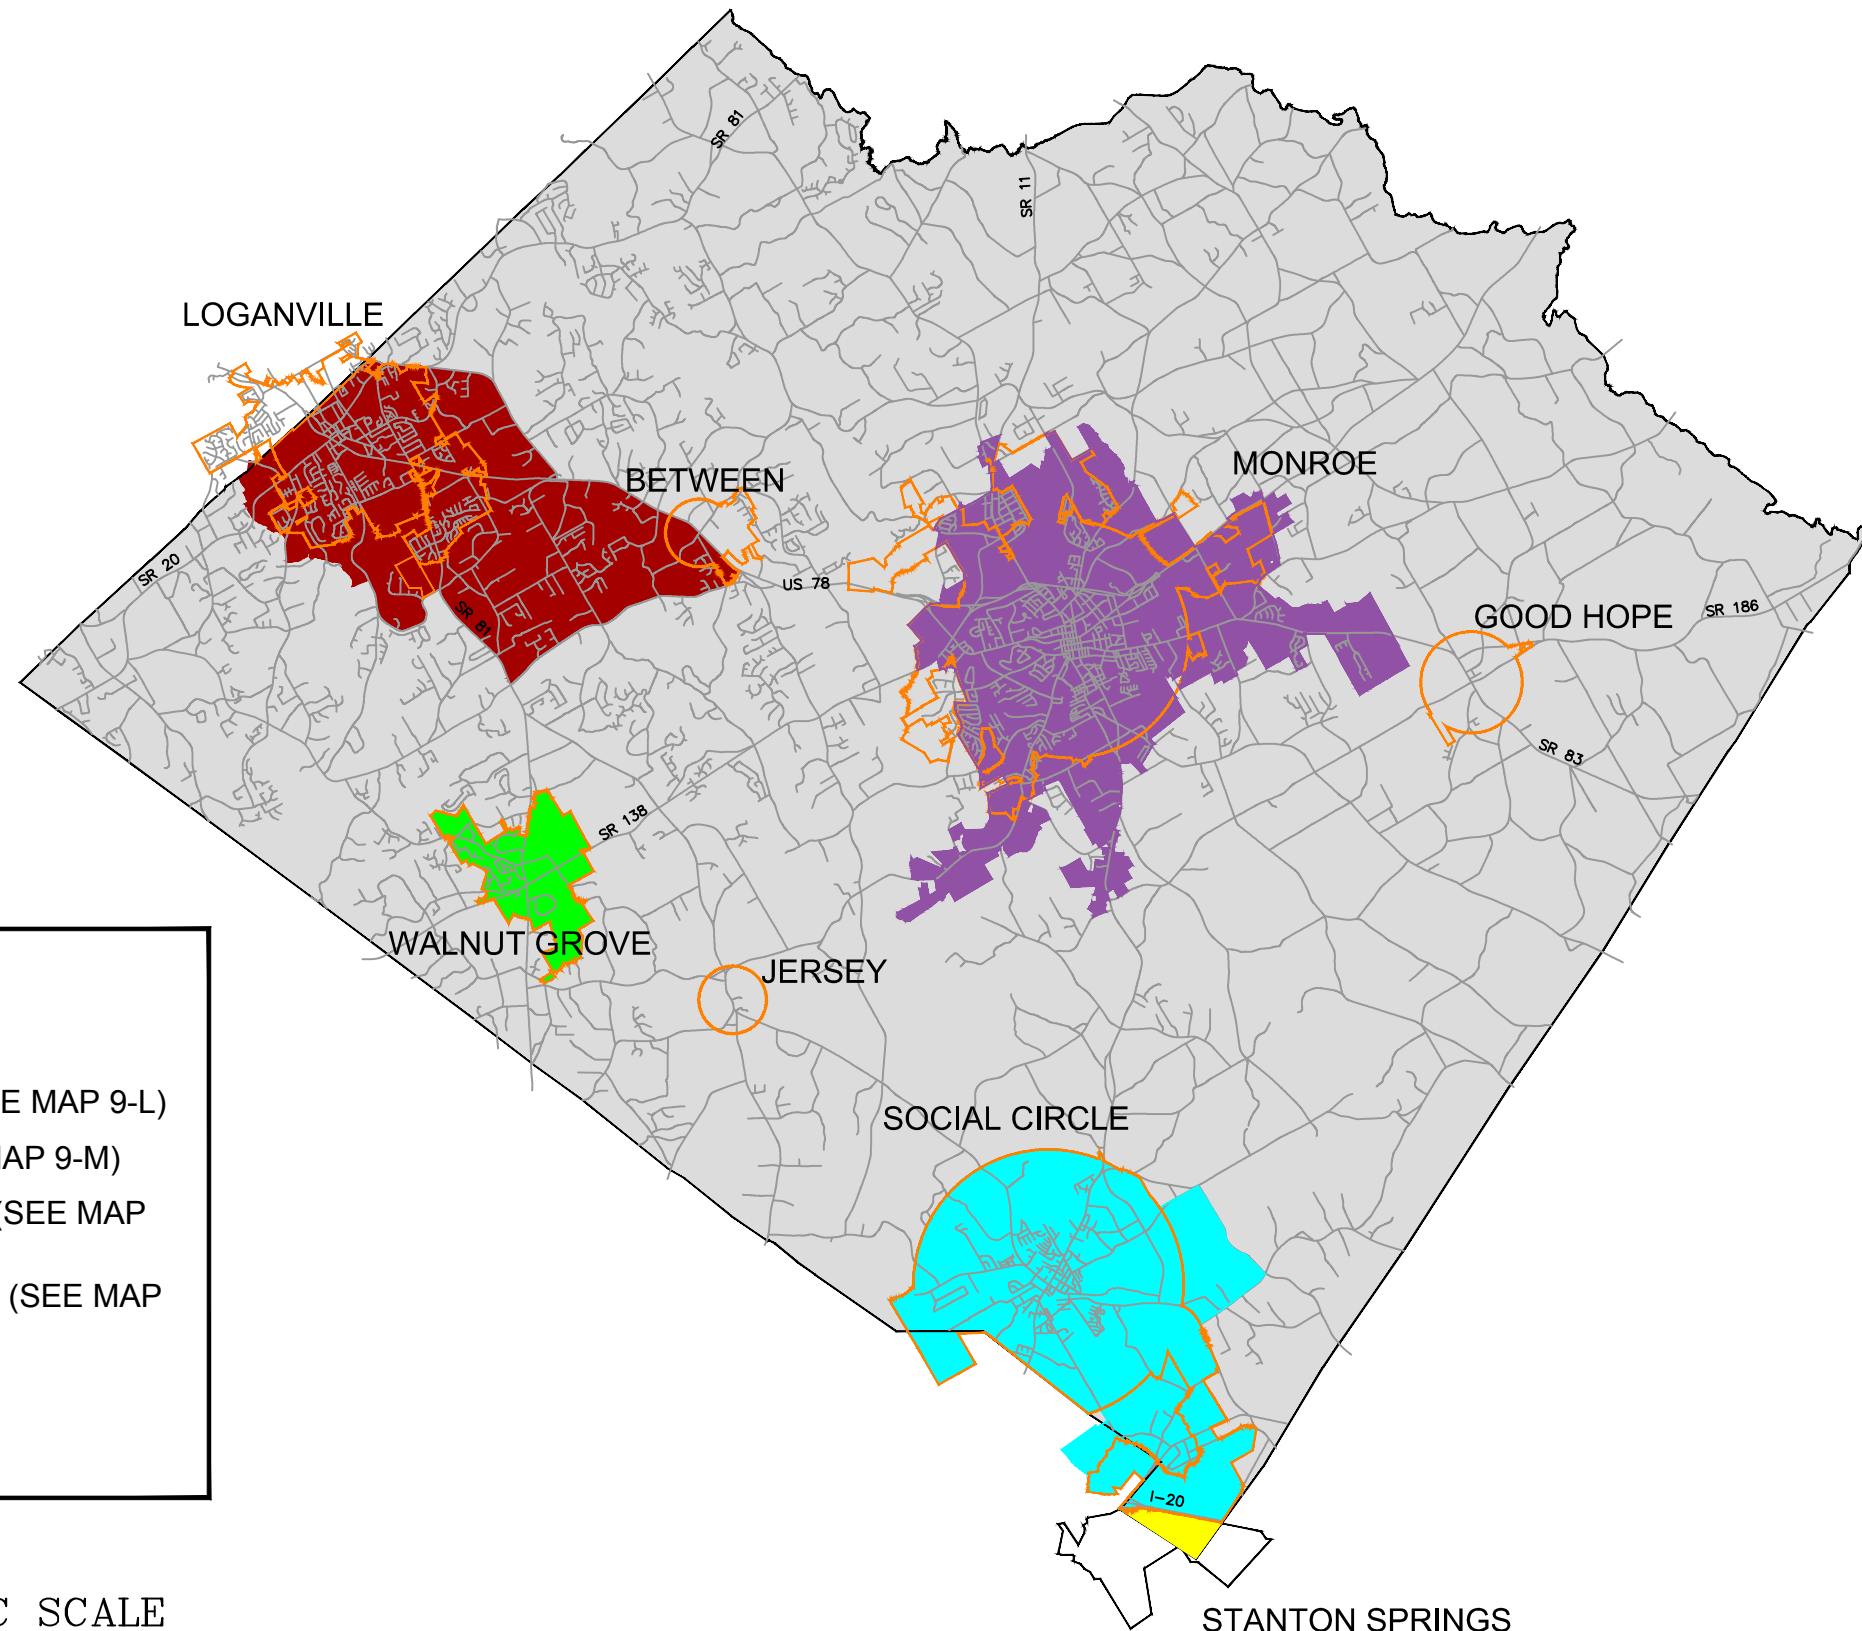 SR 81
SR 11
LOGANVILLE
BETWEEN
MONROE
SR 20
US 78
SR 81
GOOD HOPE
SR 186
SR 83
SR 138
WALNUT GROVE
JERSEY
E MAP 9-L)
MAP 9-M)
(SEE MAP
(SEE MAP
SOCIAL CIRCLE
I-20
C SCALE
STANTON SPRINGS